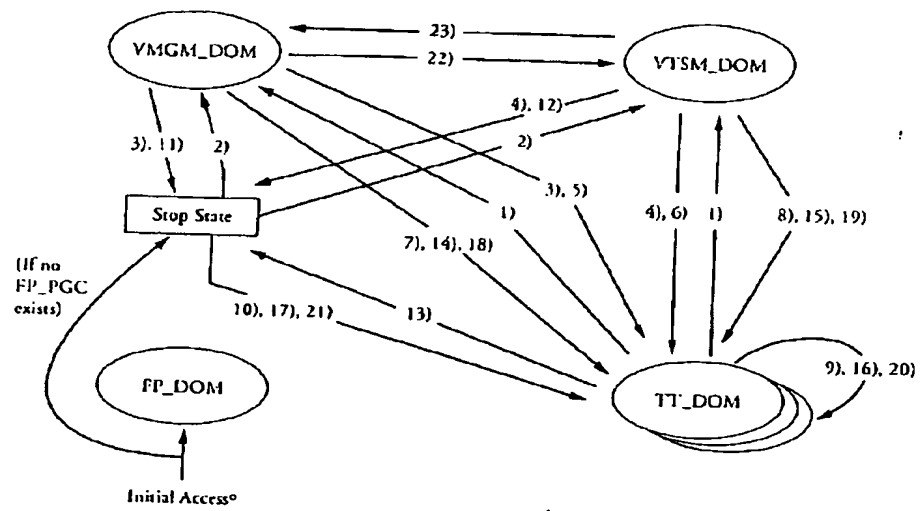 23)
VMGM_DOM
VTSM_DOM
22)
4), 12)
3), 11)
2)
2)
3), 5)
Stop State
1)
4), 6)
1)
8), 15), 19)
7), 14), 18)
(If no
FP_PGC
exists)
10), 17), 21)
13)
9), 16), 20)
FP_DOM
TT_DOM
Initial Access°